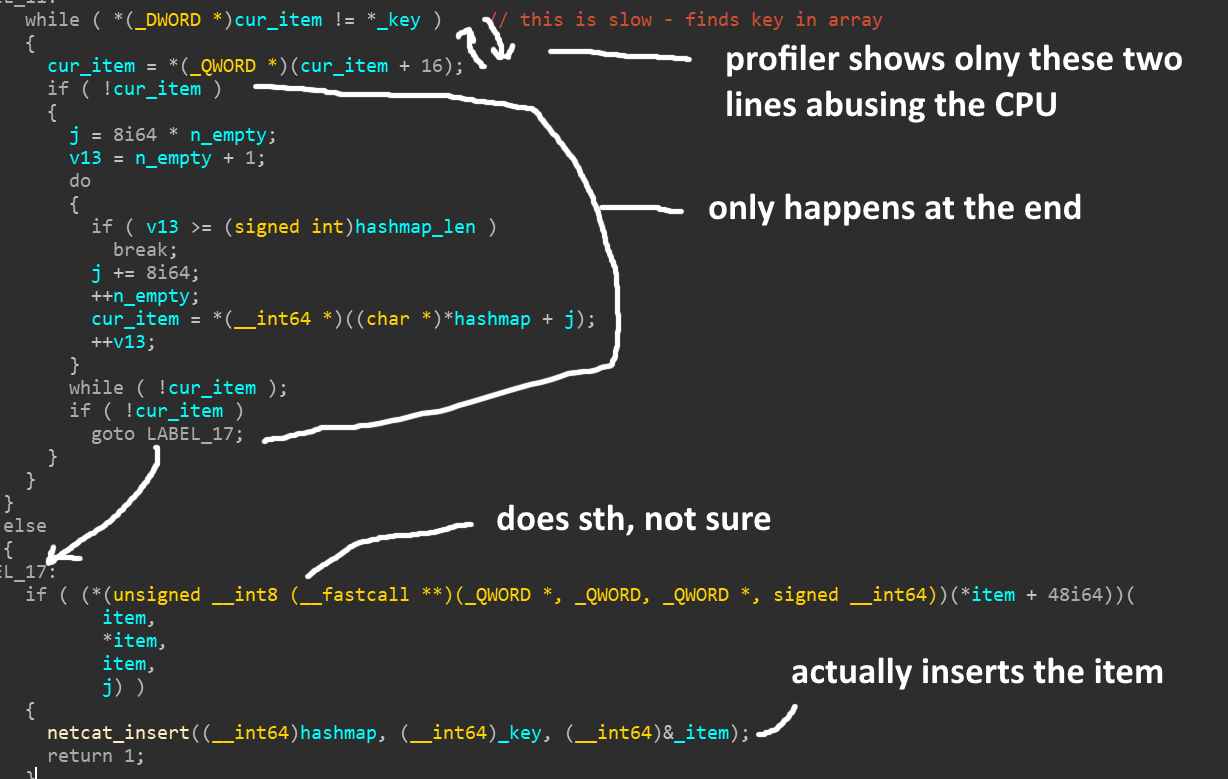 while ( *(_DWORD *)cur_item != *_key ) // this is slow - finds key in array
{
profiler shows olny these two
lines abusing the CPU
cur_item = *(_QWORD *)(cur_item + 16);
if ( !cur_item )
{
j = 8i64 * n_empty;
v13 = n_empty + 1;
do
{
only happens at the end
if ( v13 >= (signed int)hashmap_len )
break;
j += 8i64;
++n_empty;
cur_item = *(__int64 *)((char *)*hashmap + j);
++v13;
}
while ( !cur_item );
if ( !cur_item )
goto LABEL_17;
}
}
}
else
{
does sth, not sure
EL_17:
if ( (*(unsigned __int8 (__fastcall **)(_QWORD *, _QWORD, _QWORD *, signed __int64))(*item + 48i64))(
item,
*item,
item,
j) )
actually inserts the item
{
netcat_insert((__int64)hashmap, (__int64)_key, (__int64)&_item);
return 1;
}